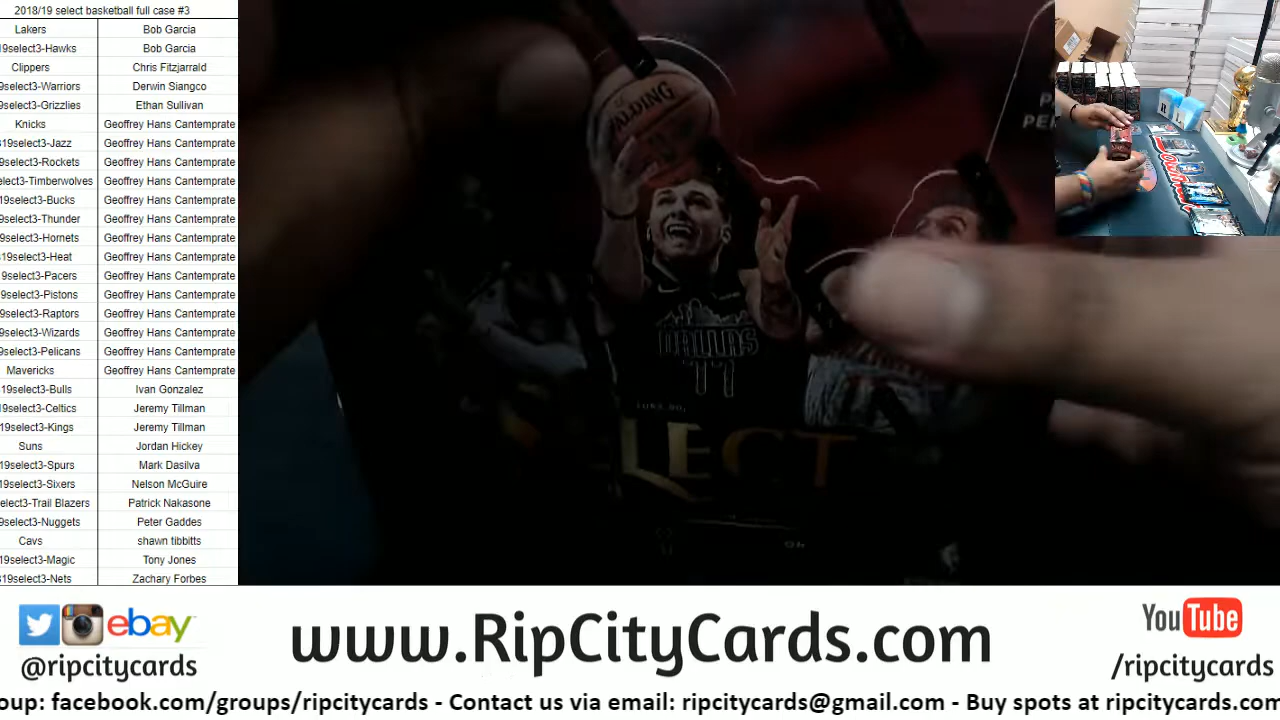 2018/19 select basketball full case #3
Lakers Bob Garcia
19select3-Hawks Bob Garcia
Clippers Chris Fitzjarrald
19select3-Warriors Derwin Siangco
9select3-Grizzlies Ethan Sullivan
Knicks Geoffrey Hans Cantemprate
19select3-Jazz Geoffrey Hans Cantemprate
9select3-Rockets Geoffrey Hans Cantemprate
elect3-Timberwolves Geoffrey Hans Cantemprate
19select3-Bucks Geoffrey Hans Cantemprate
9select3-Thunder Geoffrey Hans Cantemprate
9select3-Hornets Geoffrey Hans Cantemprate
19select3-Heat Geoffrey Hans Cantemprate
19select3-Pacers Geoffrey Hans Cantemprate
9select3-Pistons Geoffrey Hans Cantemprate
9select3-Raptors Geoffrey Hans Cantemprate
9select3-Wizards Geoffrey Hans Cantemprate
9select3-Pelicans Geoffrey Hans Cantemprate
Mavericks Geoffrey Hans Cantemprate
19select3-Bulls Ivan Gonzalez
19select3-Celtics Jeremy Tillman
19select3-Kings Jeremy Tillman
Suns Jordan Hickey
19select3-Spurs Mark Dasilva
19select3-Sixers Nelson McGuire
elect3-Trail Blazers Patrick Nakasone
9select3-Nuggets Peter Gaddes
Cavs shawn tibbitts
19select3-Magic Tony Jones
19select3-Nets Zachary Forbes
PALDING
DALLAS
77
LECT
ebay
@ripcitycards
www.RipCityCards.com
YouTube
/ripcitycards
oup: facebook.com/groups/ripcitycards - Contact us via email: ripcitycards@gmail.com - Buy spots at ripcitycards.com